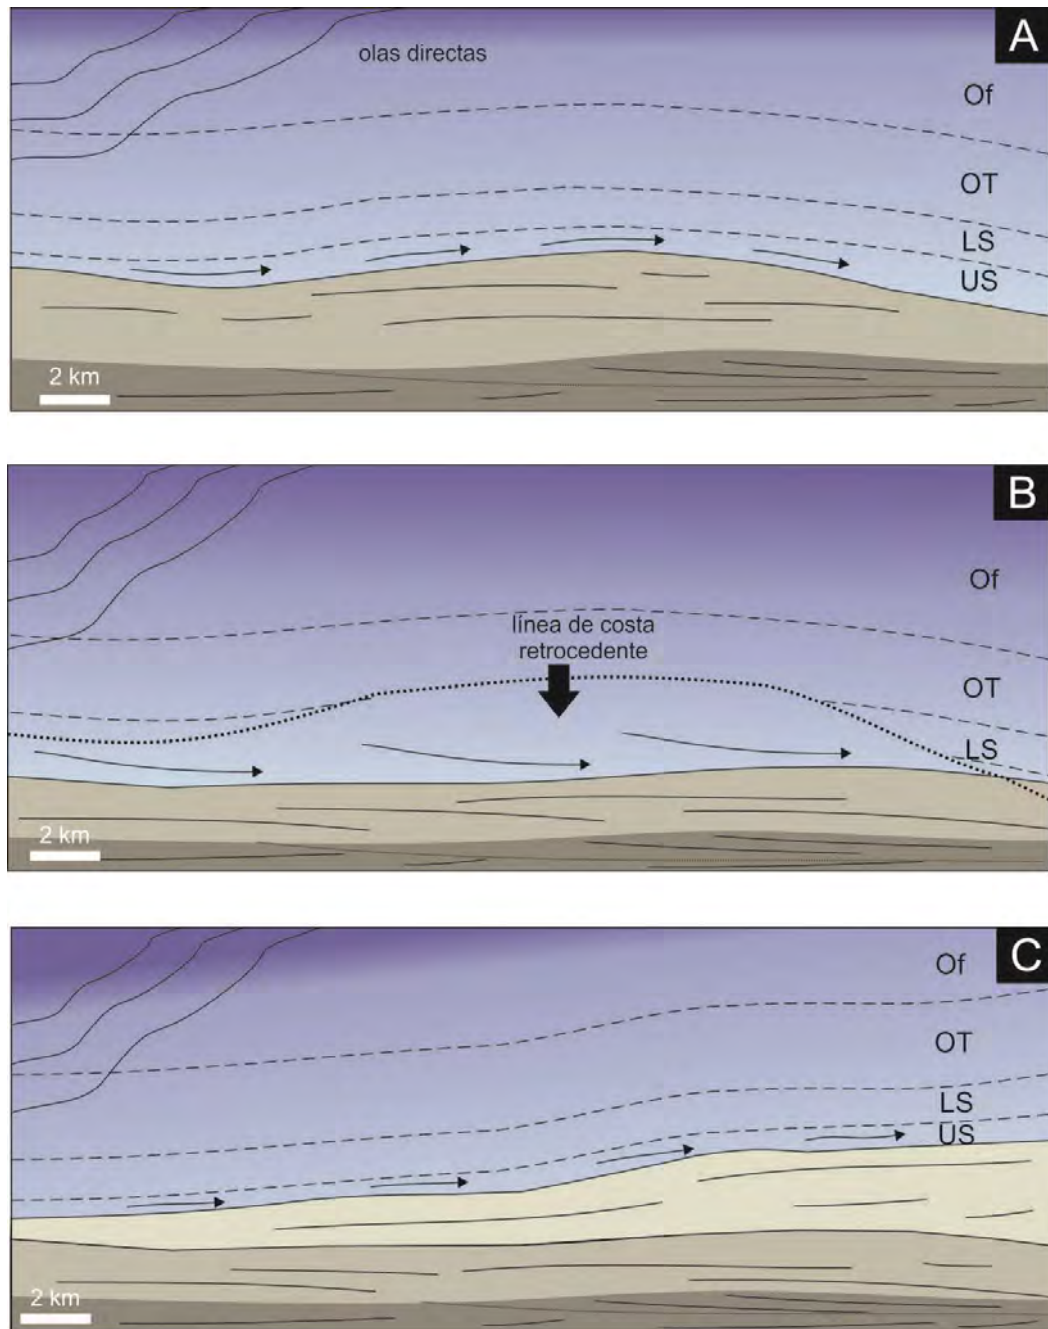 A
olas directas
Of
OT
LS
US
2 km
B
Of
línea de costa
retrocedente
OT
LS
2 km
C
Of
OT
LS
US
2 km